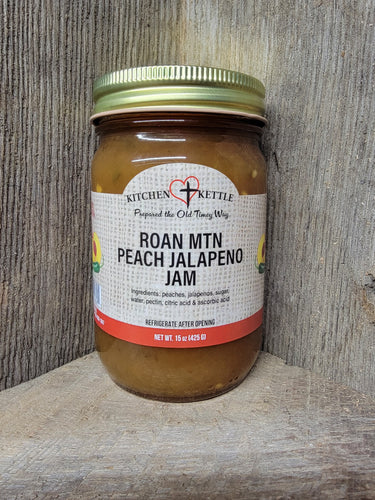 KITCHEN KETTLE
Prepared the Old Timey Way
ROAN MTN
PEACH JALAPENO
JAM
Ingredients: peaches, jalapenos, sugar,
water, pectin, citric acid & ascorbic acid
REFRIGERATE AFTER OPENING
NET WT. 15 oz (425 G)